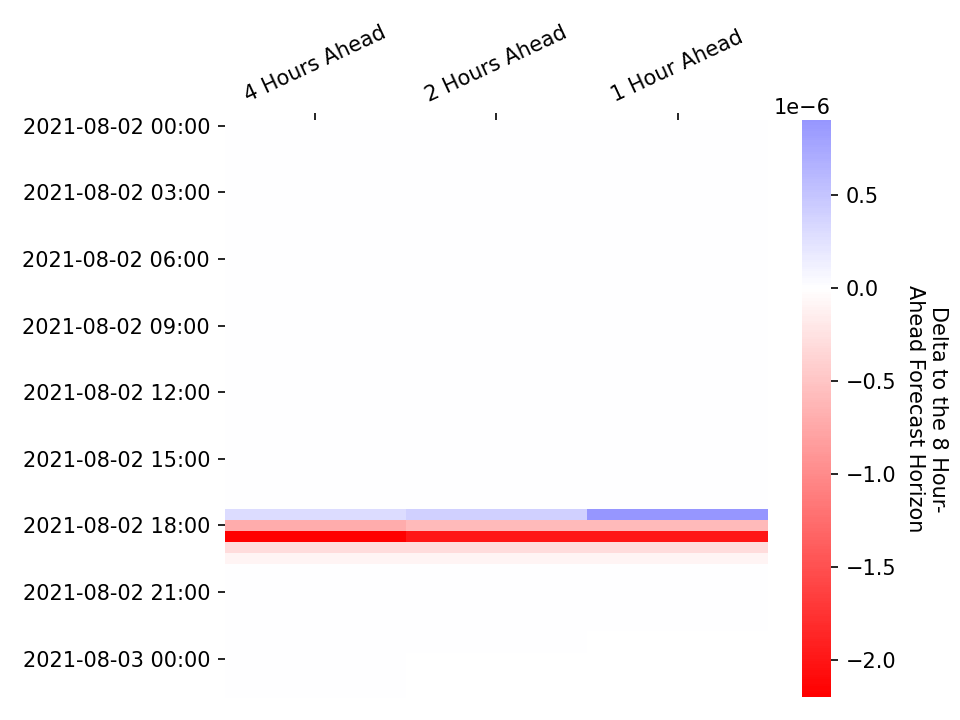 4 Hours Ahead
2 Hours Ahead
1 Hour Ahead
1e−6
2021-08-02 00:00
2021-08-02 03:00
2021-08-02 06:00
2021-08-02 09:00
2021-08-02 12:00
2021-08-02 15:00
2021-08-02 18:00
2021-08-02 21:00
2021-08-03 00:00
0.5
0.0
−0.5
−1.0
−1.5
−2.0
Delta to the 8 Hour-
Ahead Forecast Horizon